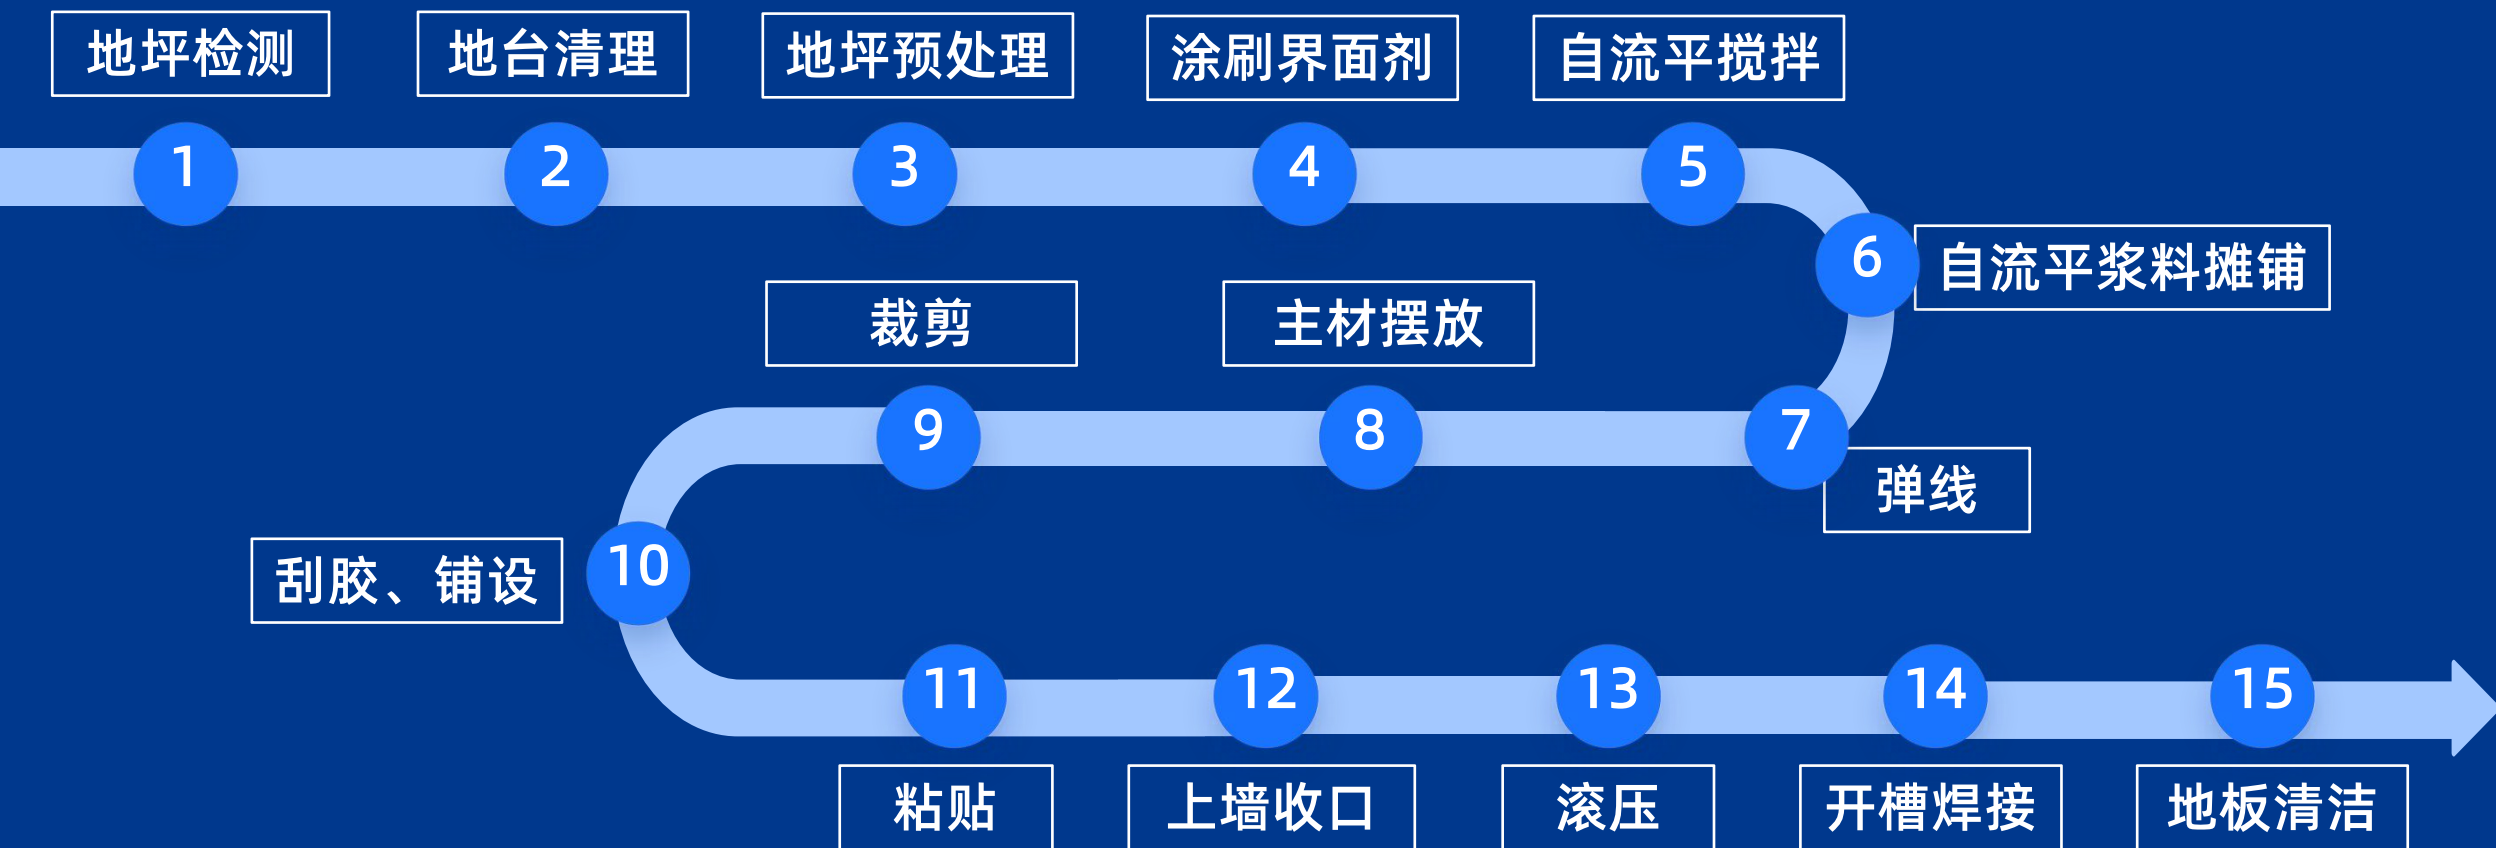 地坪检测
1
地台清理
2
地坪预处理
3
涂刷界面剂
4
自流平搅拌
5
自流平浆料摊铺
6
弹线
7
主材摆放
8
裁剪
9
刮胶、铺设
10
粘贴
11
上墙收口
12
滚压
13
开槽焊接
14
地坡清洁
15